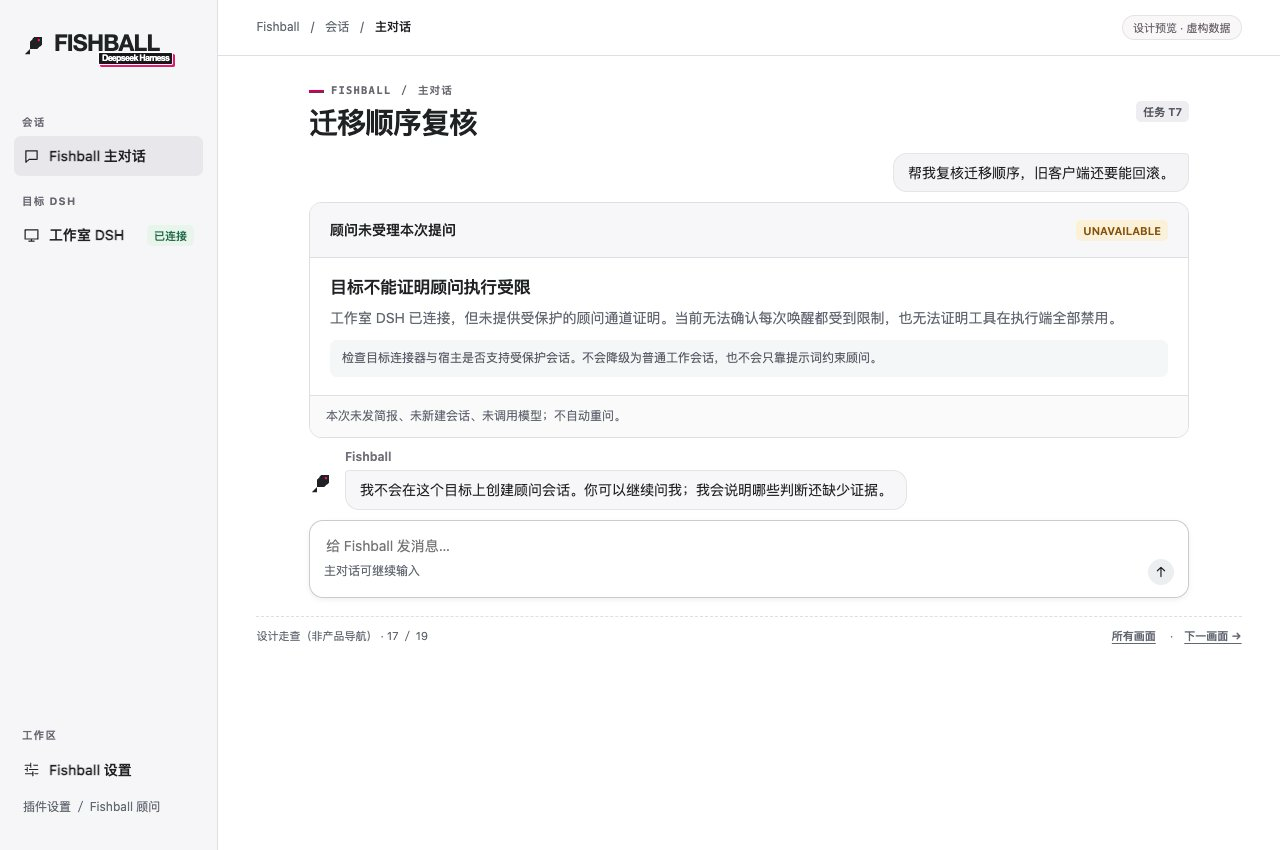 FISHBALL
Deepseek Harness
会话
Fishball 主对话
目标 DSH
工作室 DSH 已连接
工作区
Fishball 设置
插件设置 / Fishball 顾问
Fishball / 会话 / 主对话
设计预览 · 虚构数据
FISHBALL / 主对话
迁移顺序复核
任务 T7
帮我复核迁移顺序，旧客户端还要能回滚。
顾问未受理本次提问
UNAVAILABLE
目标不能证明顾问执行受限
工作室 DSH 已连接，但未提供受保护的顾问通道证明。当前无法确认每次唤醒都受到限制，也无法证明工具在执行端全部禁用。
检查目标连接器与宿主是否支持受保护会话。不会降级为普通工作会话，也不会只靠提示词约束顾问。
本次未发简报、未新建会话、未调用模型；不自动重问。
Fishball
我不会在这个目标上创建顾问会话。你可以继续问我；我会说明哪些判断还缺少证据。
给 Fishball 发消息…
主对话可继续输入
设计走查（非产品导航） · 17 / 19
所有画面 · 下一画面 →